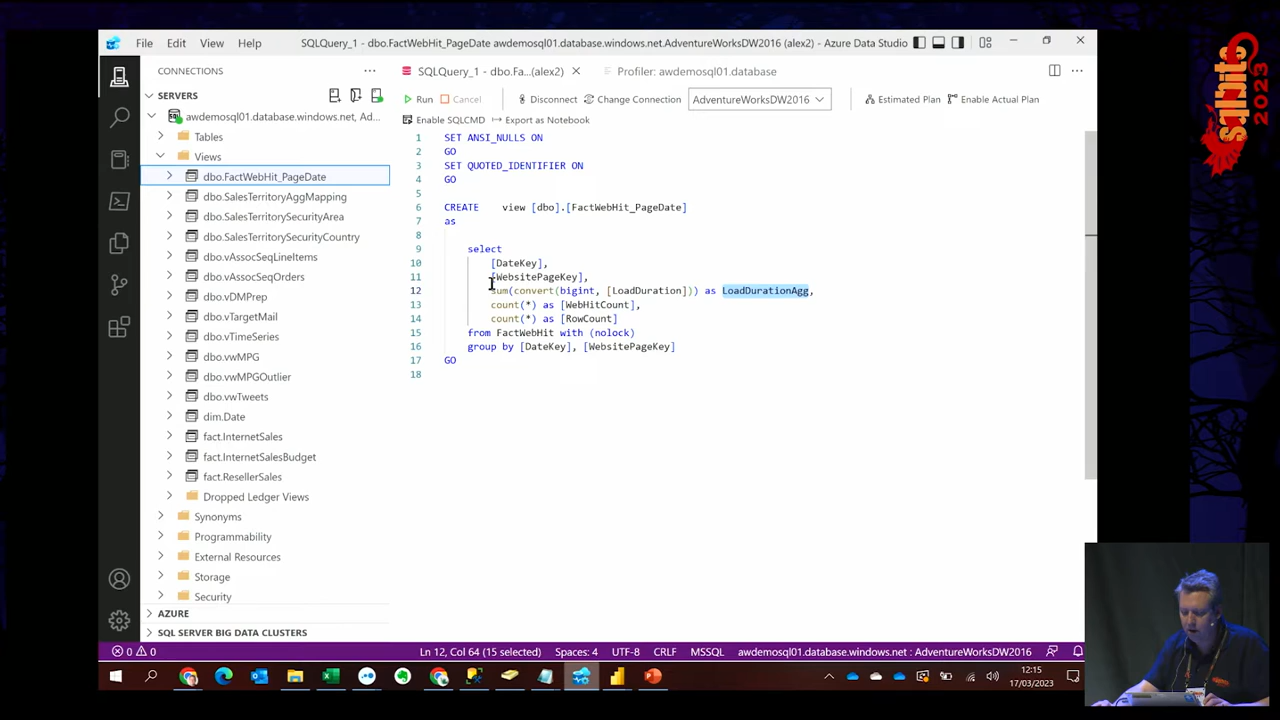 File Edit View Help SQLQuery_1 - dbo.FactWebHit_PageDate awdemosql01.database.windows.net.AdventureWorksDW2016 (alex2) - Azure Data Studio
CONNECTIONS
SERVERS
awdemosql01.database.windows.net, Ad...
Tables
Views
dbo.FactWebHit_PageDate
dbo.SalesTerritoryAggMapping
dbo.SalesTerritorySecurityArea
dbo.SalesTerritorySecurityCountry
dbo.vAssocSeqLineItems
dbo.vAssocSeqOrders
dbo.vDMPrep
dbo.vTargetMail
dbo.vTimeSeries
dbo.vwMPG
dbo.vwMPGOutlier
dbo.vwTweets
dim.Date
fact.InternetSales
fact.InternetSalesBudget
fact.ResellerSales
Dropped Ledger Views
Synonyms
Programmability
External Resources
Storage
Security
AZURE
SQL SERVER BIG DATA CLUSTERS
SQLQuery_1 - dbo.Fa...(alex2) Profiler: awdemosql01.database
Run Cancel Disconnect Change Connection AdventureWorksDW2016 Estimated Plan Enable Actual Plan
Enable SQLCMD Export as Notebook
1 SET ANSI_NULLS ON
2 GO
3 SET QUOTED_IDENTIFIER ON
4 GO
5
6 CREATE view [dbo].[FactWebHit_PageDate]
7 as
8
9 select
10 [DateKey],
11 [WebsitePageKey],
12 sum(convert(bigint, [LoadDuration])) as LoadDurationAgg,
13 count(*) as [WebHitCount],
14 count(*) as [RowCount]
15 from FactWebHit with (nolock)
16 group by [DateKey], [WebsitePageKey]
17 GO
18
0 0 Ln 12, Col 64 (15 selected) Spaces: 4 UTF-8 CRLF MSSQL awdemosql01.database.windows.net : AdventureWorksDW2016
12:15
17/03/2023
sqlbits
2023